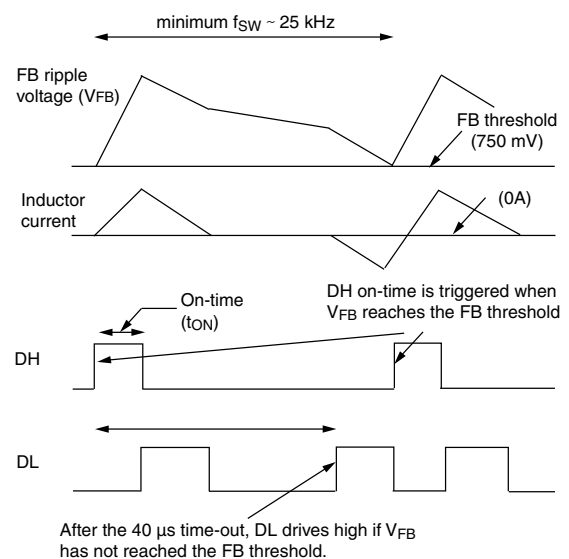 minimum fSW ~ 25 kHz
FB ripple
voltage (VFB)
FB threshold
(750 mV)
Inductor
current
(0A)
DH on-time is triggered when
VFB reaches the FB threshold
On-time
(tON)
DH
DL
After the 40 µs time-out, DL drives high if VFB
has not reached the FB threshold.